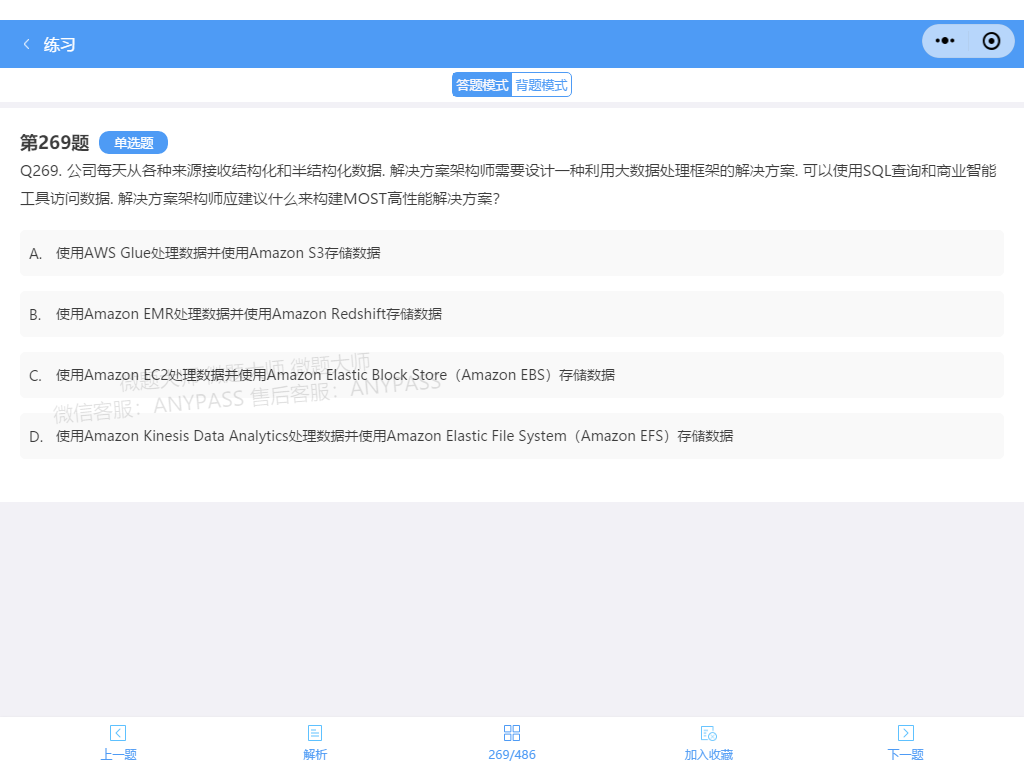 练习
答题模式 背题模式
第269题 单选题
Q269. 公司每天从各种来源接收结构化和半结构化数据. 解决方案架构师需要设计一种利用大数据处理框架的解决方案. 可以使用SQL查询和商业智能
工具访问数据. 解决方案架构师应建议什么来构建MOST高性能解决方案?
A. 使用AWS Glue处理数据并使用Amazon S3存储数据
B. 使用Amazon EMR处理数据并使用Amazon Redshift存储数据
微题大师 微题大师 微题大师
C. 使用Amazon EC2处理数据并使用Amazon Elastic Block Store（Amazon EBS）存储数据
微信客服：ANYPASS 售后客服：ANYPASS
D. 使用Amazon Kinesis Data Analytics处理数据并使用Amazon Elastic File System（Amazon EFS）存储数据
上一题 解析 269/486 加入收藏 下一题